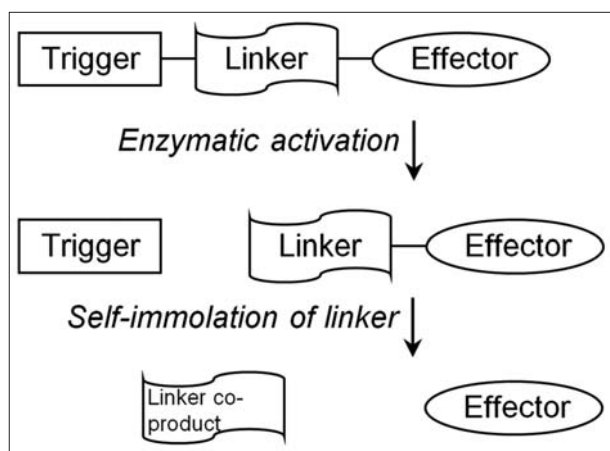 Trigger Linker Effector
Enzymatic activation
Trigger Linker Effector
Self-immolation of linker
Linker co-
product
Effector